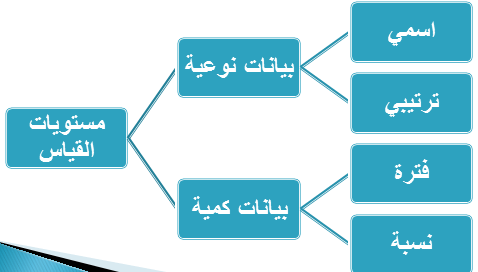 مستويات
القياس
بيانات نوعية
اسمي
ترتيبي
بيانات كمية
فترة
نسبة